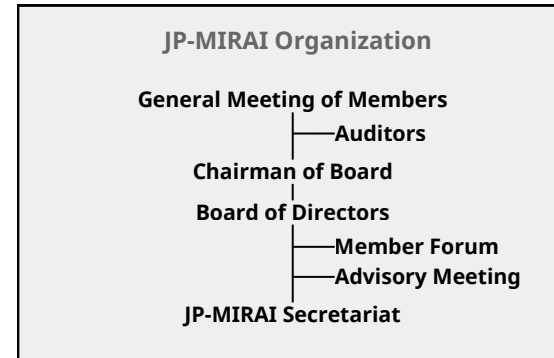 JP-MIRAI Organization
General Meeting of Members
Auditors
Chairman of Board
Board of Directors
Member Forum
Advisory Meeting
JP-MIRAI Secretariat